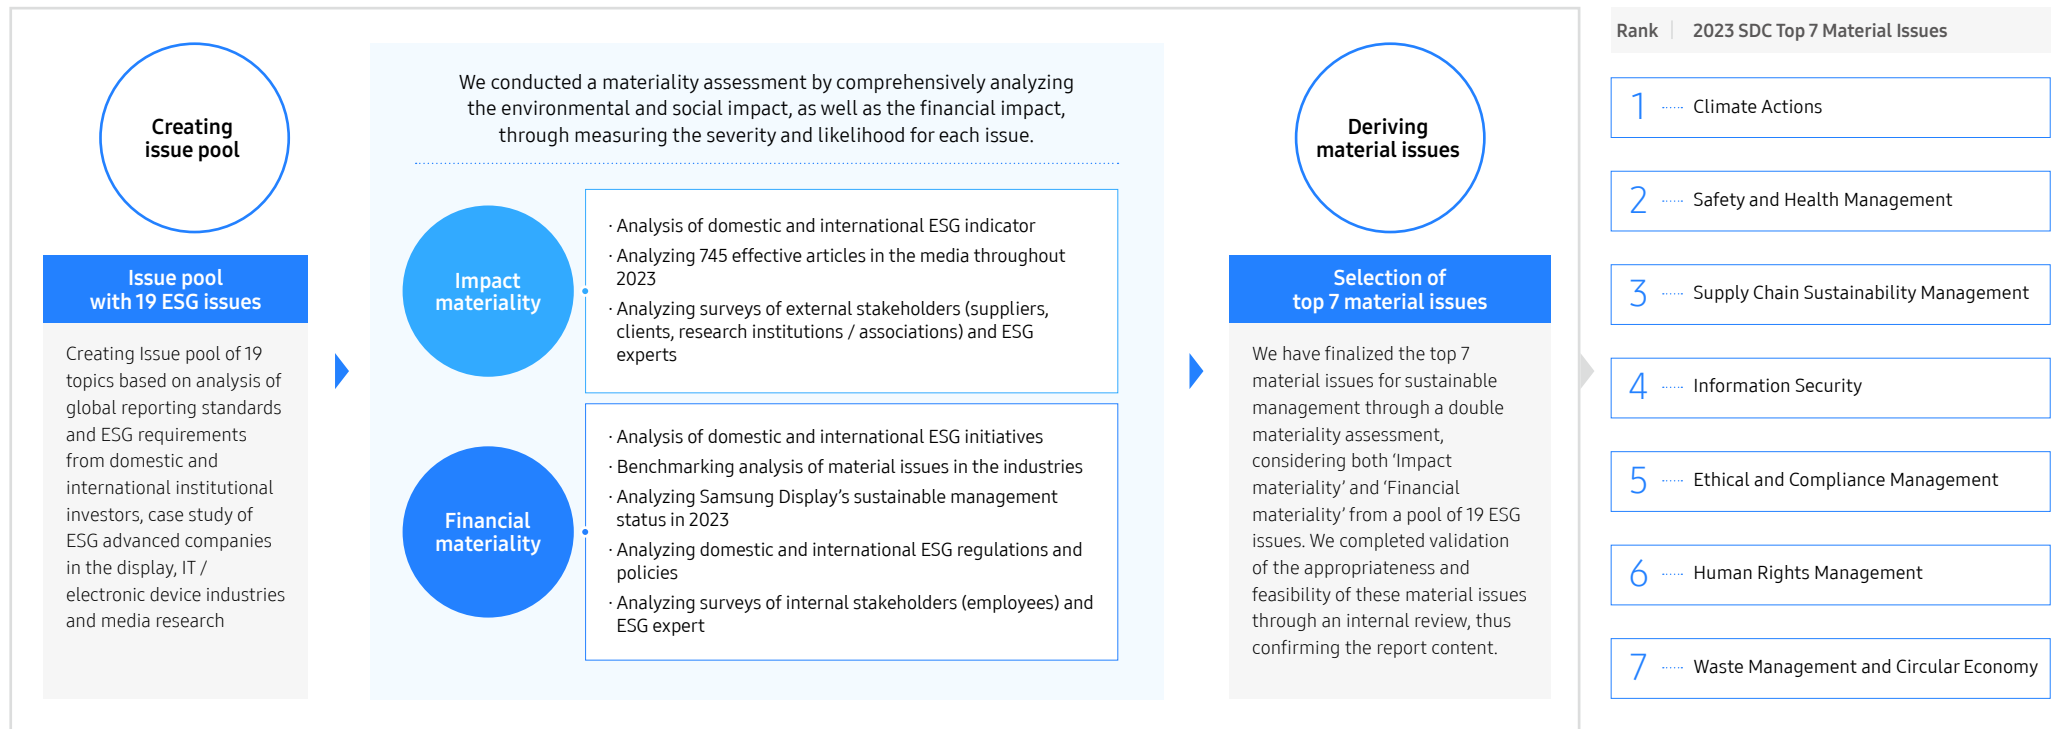 Creating
issue pool
Issue pool
with 19 ESG issues
Creating Issue pool of 19
topics based on analysis of
global reporting standards
and ESG requirements
from domestic and
international institutional
investors, case study of
ESG advanced companies
in the display, IT /
electronic device industries
and media research
We conducted a materiality assessment by comprehensively analyzing
the environmental and social impact, as well as the financial impact,
through measuring the severity and likelihood for each issue.
Impact
materiality
· Analysis of domestic and international ESG indicator
· Analyzing 745 effective articles in the media throughout
2023
· Analyzing surveys of external stakeholders (suppliers,
clients, research institutions / associations) and ESG
experts
Financial
materiality
· Analysis of domestic and international ESG initiatives
· Benchmarking analysis of material issues in the industries
· Analyzing Samsung Display’s sustainable management
status in 2023
· Analyzing domestic and international ESG regulations and
policies
· Analyzing surveys of internal stakeholders (employees) and
ESG expert
Deriving
material issues
Selection of
top 7 material issues
We have finalized the top 7
material issues for sustainable
management through a double
materiality assessment,
considering both ‘Impact
materiality’ and ‘Financial
materiality’ from a pool of 19 ESG
issues. We completed validation
of the appropriateness and
feasibility of these material issues
through an internal review, thus
confirming the report content.
Rank | 2023 SDC Top 7 Material Issues
1 Climate Actions
2 Safety and Health Management
3 Supply Chain Sustainability Management
4 Information Security
5 Ethical and Compliance Management
6 Human Rights Management
7 Waste Management and Circular Economy